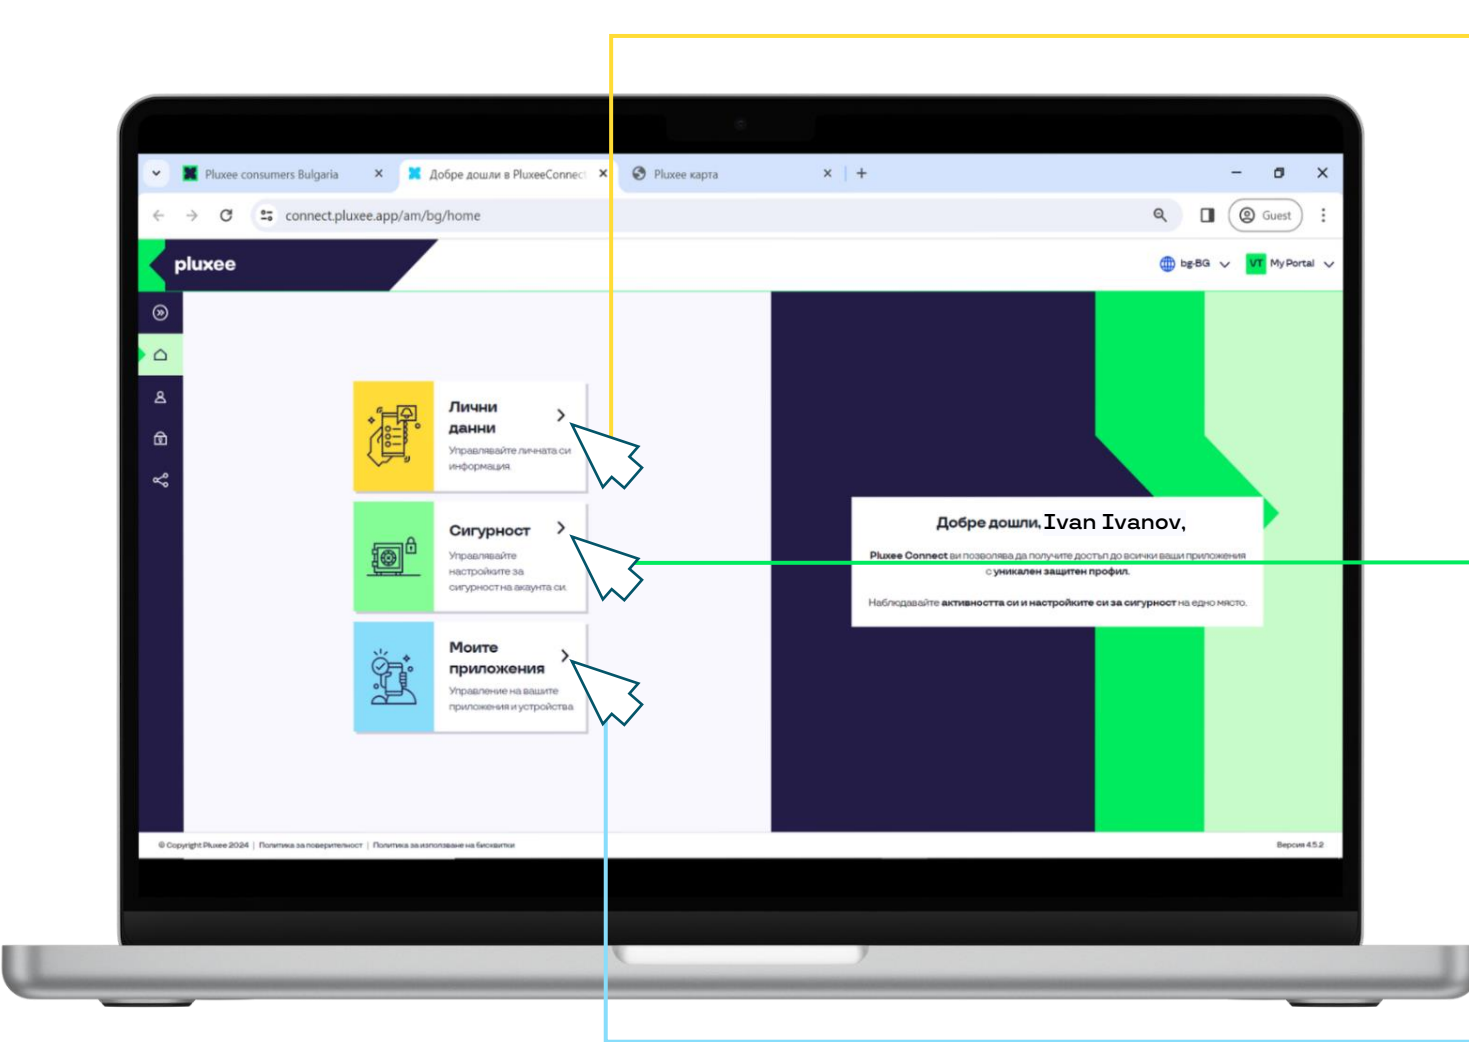 Pluxee consumers Bulgaria
Добре дошли в PluxeeConnec
Pluxee карта
connect.pluxee.app/am/bg/home
Guest
pluxee
bg-BG
VT My Portal
Лични
данни
Управлявайте личната си
информация.
Сигурност
Управлявайте
настройките за
сигурност на акаунта си.
Моите
приложения
Управление на вашите
приложения и устройства
Добре дошли, Ivan Ivanov,
Pluxee Connect ви позволява да получите достъп до всички ваши приложения
с уникален защитен профил.
Наблюдавайте активността си и настройките си за сигурност на едно място.
© Copyright Pluxee 2024 | Политика за поверителност | Политика за използване на бисквитки
Версия 4.5.2